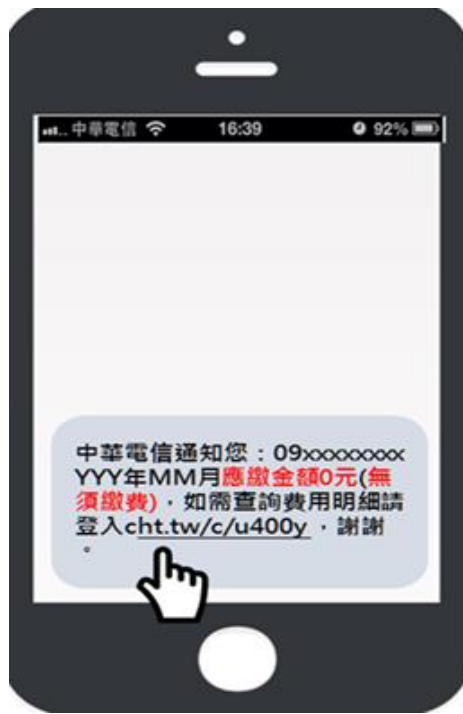 中華電信 16:39 92%
中華電信通知您：09xxxxxxxx
YYY年MM月應繳金額0元(無
須繳費)，如需查詢費用明細請
登入cht.tw/c/u400y，謝謝
。